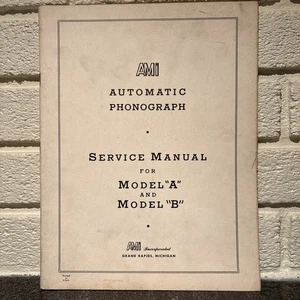 AMi
AUTOMATIC
PHONOGRAPH
SERVICE MANUAL
FOR
MODEL "A"
AND
MODEL "B"
AMi Incorporated
GRAND RAPIDS, MICHIGAN